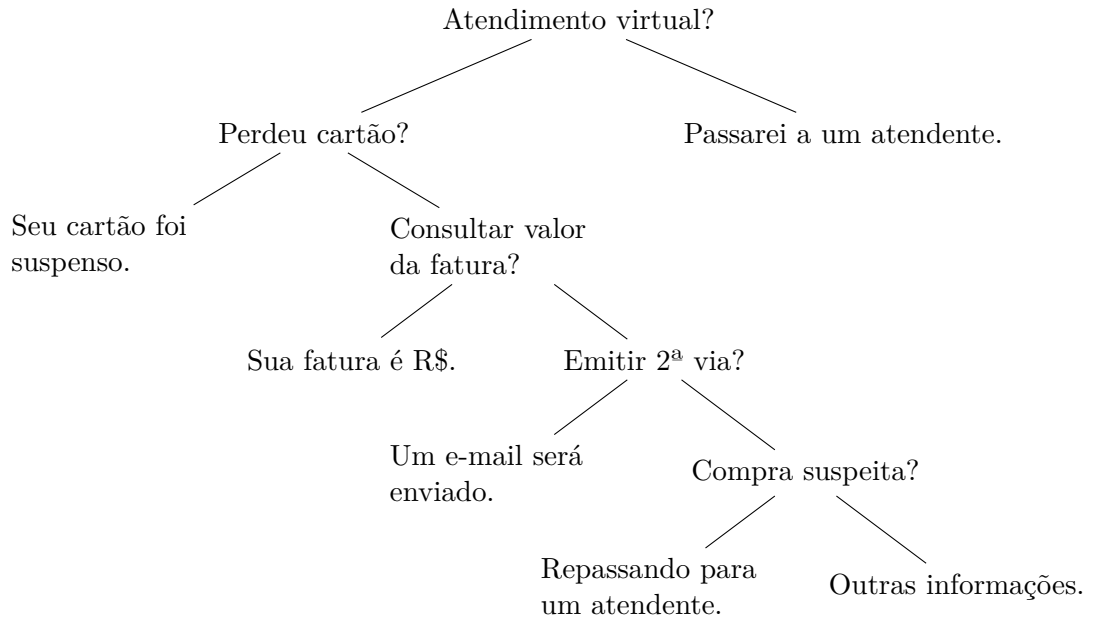 Atendimento virtual?
Perdeu cartão?
Passarei a um atendente.
Seu cartão foi
suspenso.
Consultar valor
da fatura?
Sua fatura é R$.
Emitir 2ª via?
Um e-mail será
enviado.
Compra suspeita?
Repassando para
um atendente.
Outras informações.